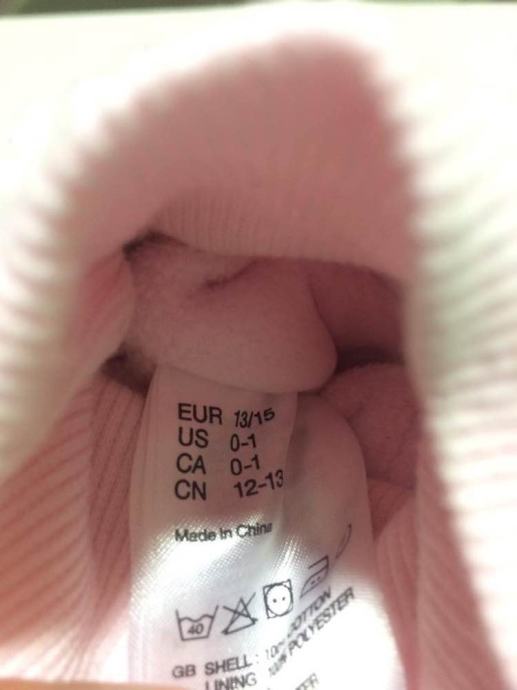 EUR 13/15
US 0-1
CA 0-1
CN 12-13
Made in China
40
GB SHELL: 100% COTTON
LINING 100% POLYESTER